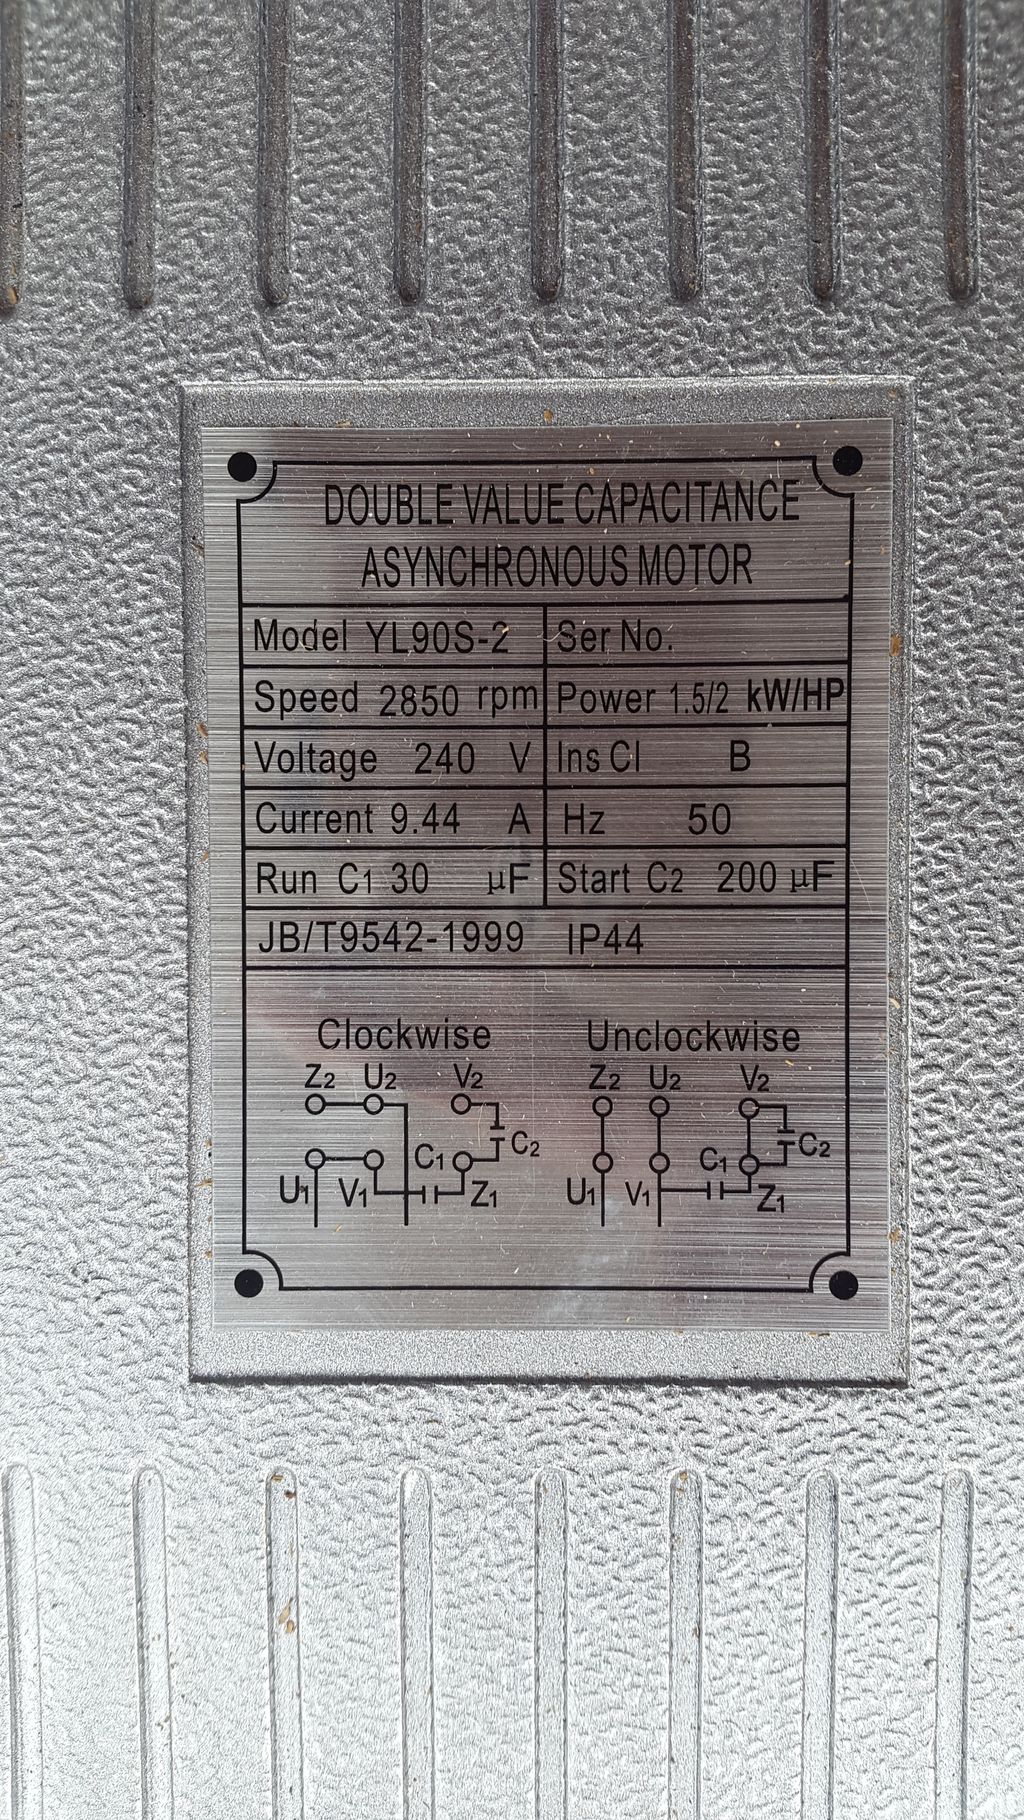 DOUBLE VALUE CAPACITANCE
ASYNCHRONOUS MOTOR
Model YL90S-2 Ser No.
Speed 2850 rpm Power 1.5/2 kW/HP
Voltage 240 V Ins Cl B
Current 9.44 A Hz 50
Run C1 30 μF Start C2 200 μF
JB/T9542-1999 IP44
Clockwise Unclockwise
Z2 U2 V2 Z2 U2 V2
C1 C2 C1 C2
U1 V1 Z1 U1 V1 Z1